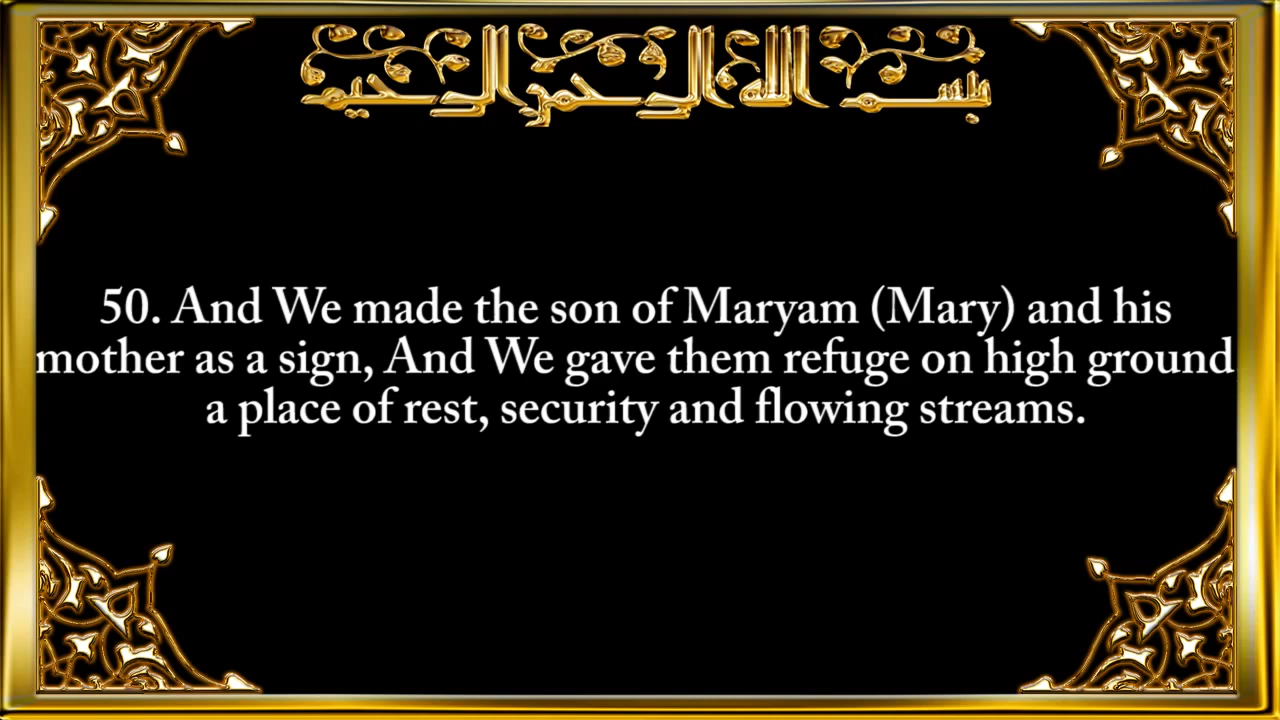 بسم الله الرحمن الرحيم
50. And We made the son of Maryam (Mary) and his
mother as a sign, And We gave them refuge on high ground
a place of rest, security and flowing streams.